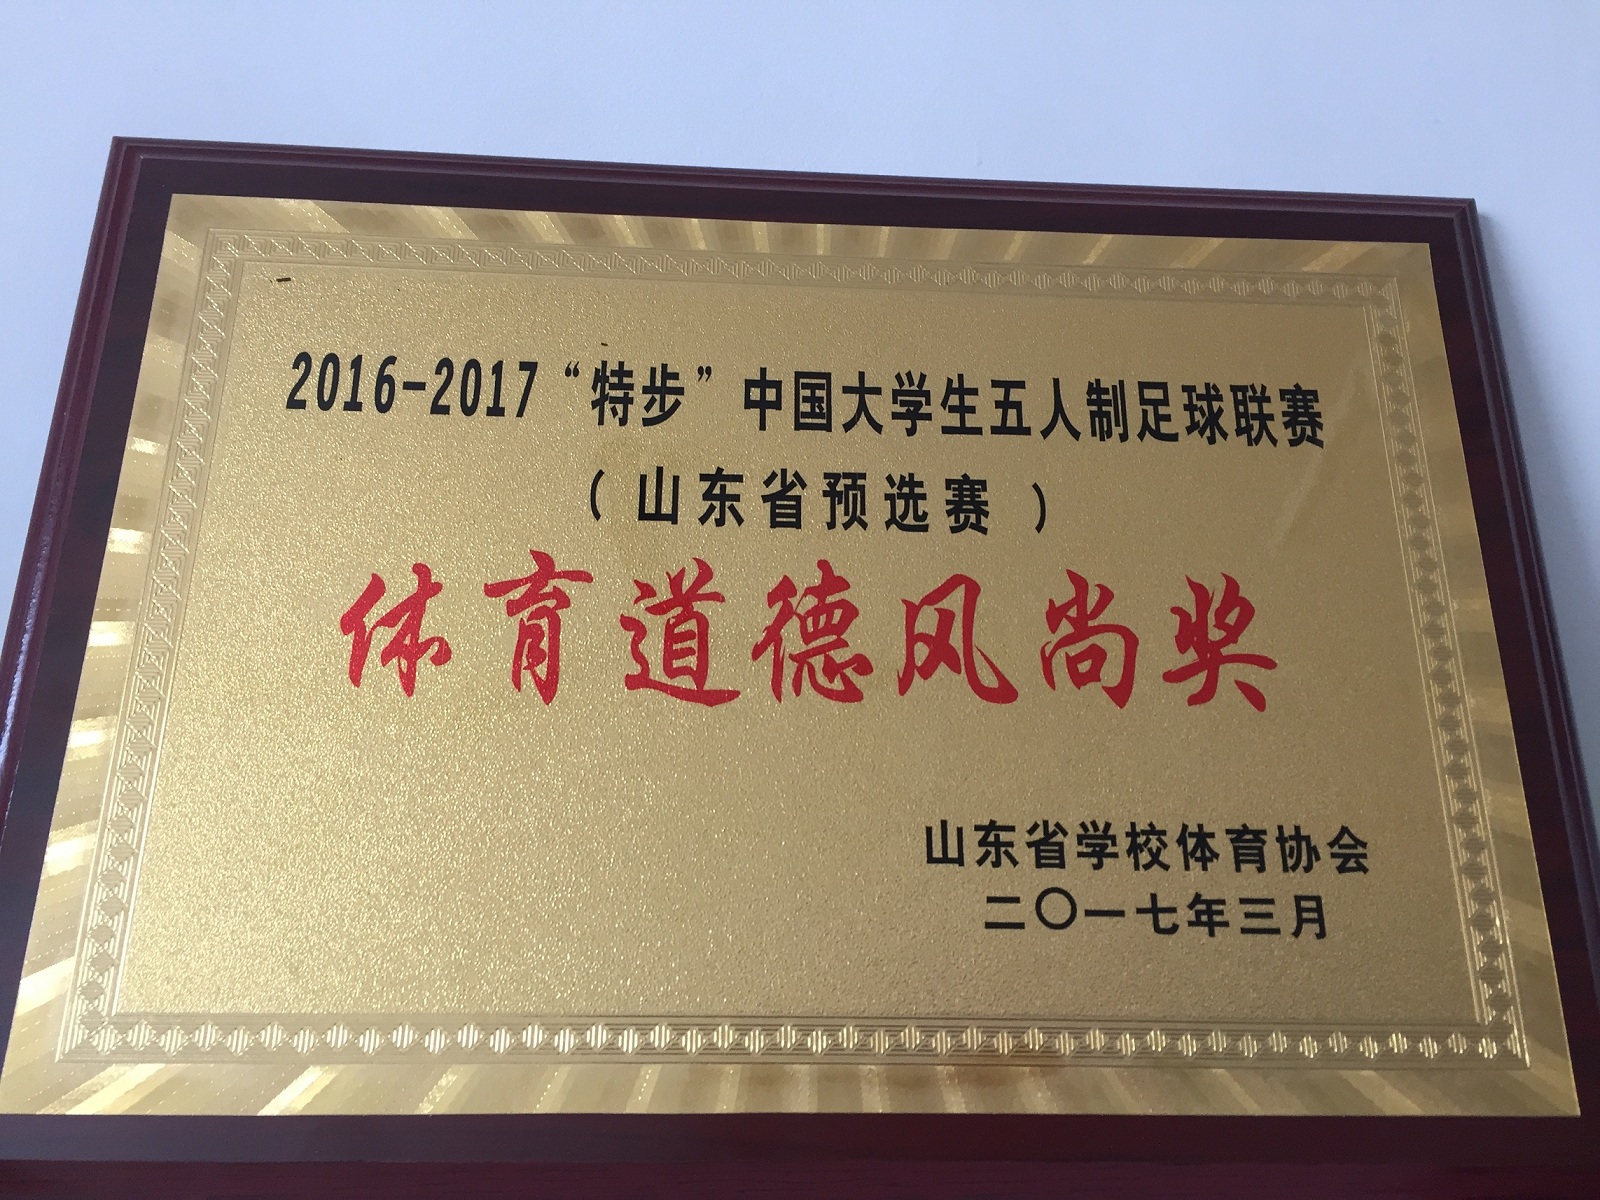 2016-2017“特步”中国大学生五人制足球联赛
（山东省预选赛）
体育道德风尚奖
山东省学校体育协会
二〇一七年三月